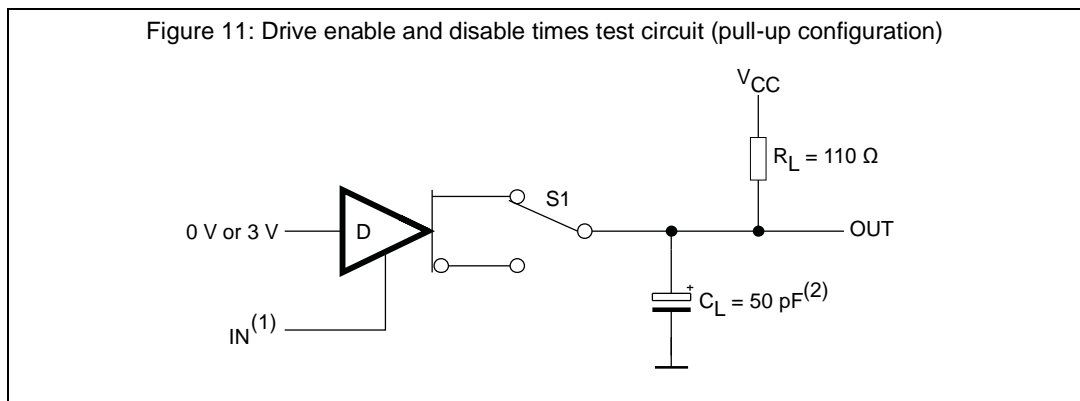 Figure 11: Drive enable and disable times test circuit (pull-up configuration)
VCC
RL = 110 Ω
S1
0 V or 3 V
D
OUT
+
CL = 50 pF(2)
IN(1)